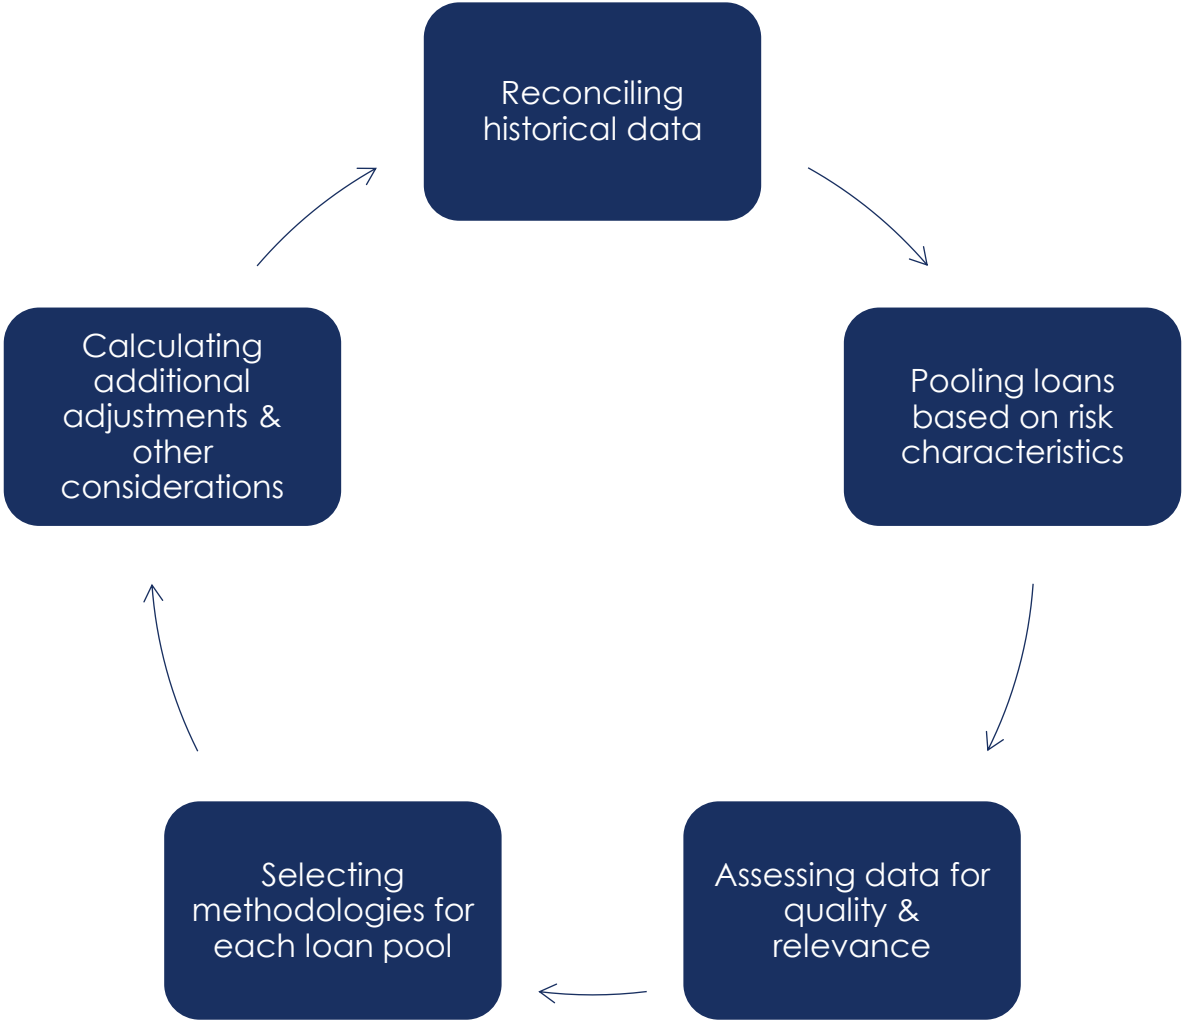 Reconciling
historical data
Pooling loans
based on risk
characteristics
Assessing data for
quality &
relevance
Selecting
methodologies for
each loan pool
Calculating
additional
adjustments &
other
considerations